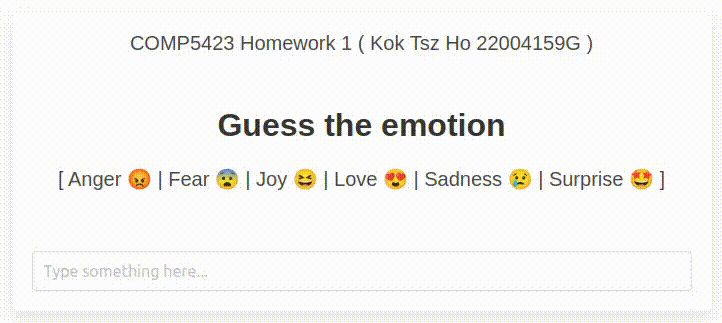 COMP5423 Homework 1 ( Kok Tsz Ho 22004159G )
Guess the emotion
[ Anger 😡 | Fear 😨 | Joy 😆 | Love 😍 | Sadness 😢 | Surprise 🤩 ]
Type something here...